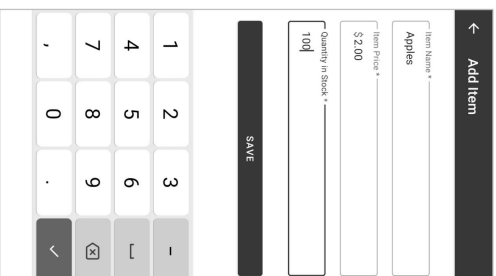 Add Item
Item Name *
Apples
Item Price *
$ 2.00
Quantity in Stock *
100
SAVE
1 2 3 -
4 5 6 ⎵
7 8 9
, 0 .